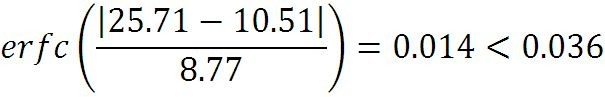 erfc(|25.71 − 10.51| / 8.77) = 0.014 < 0.036